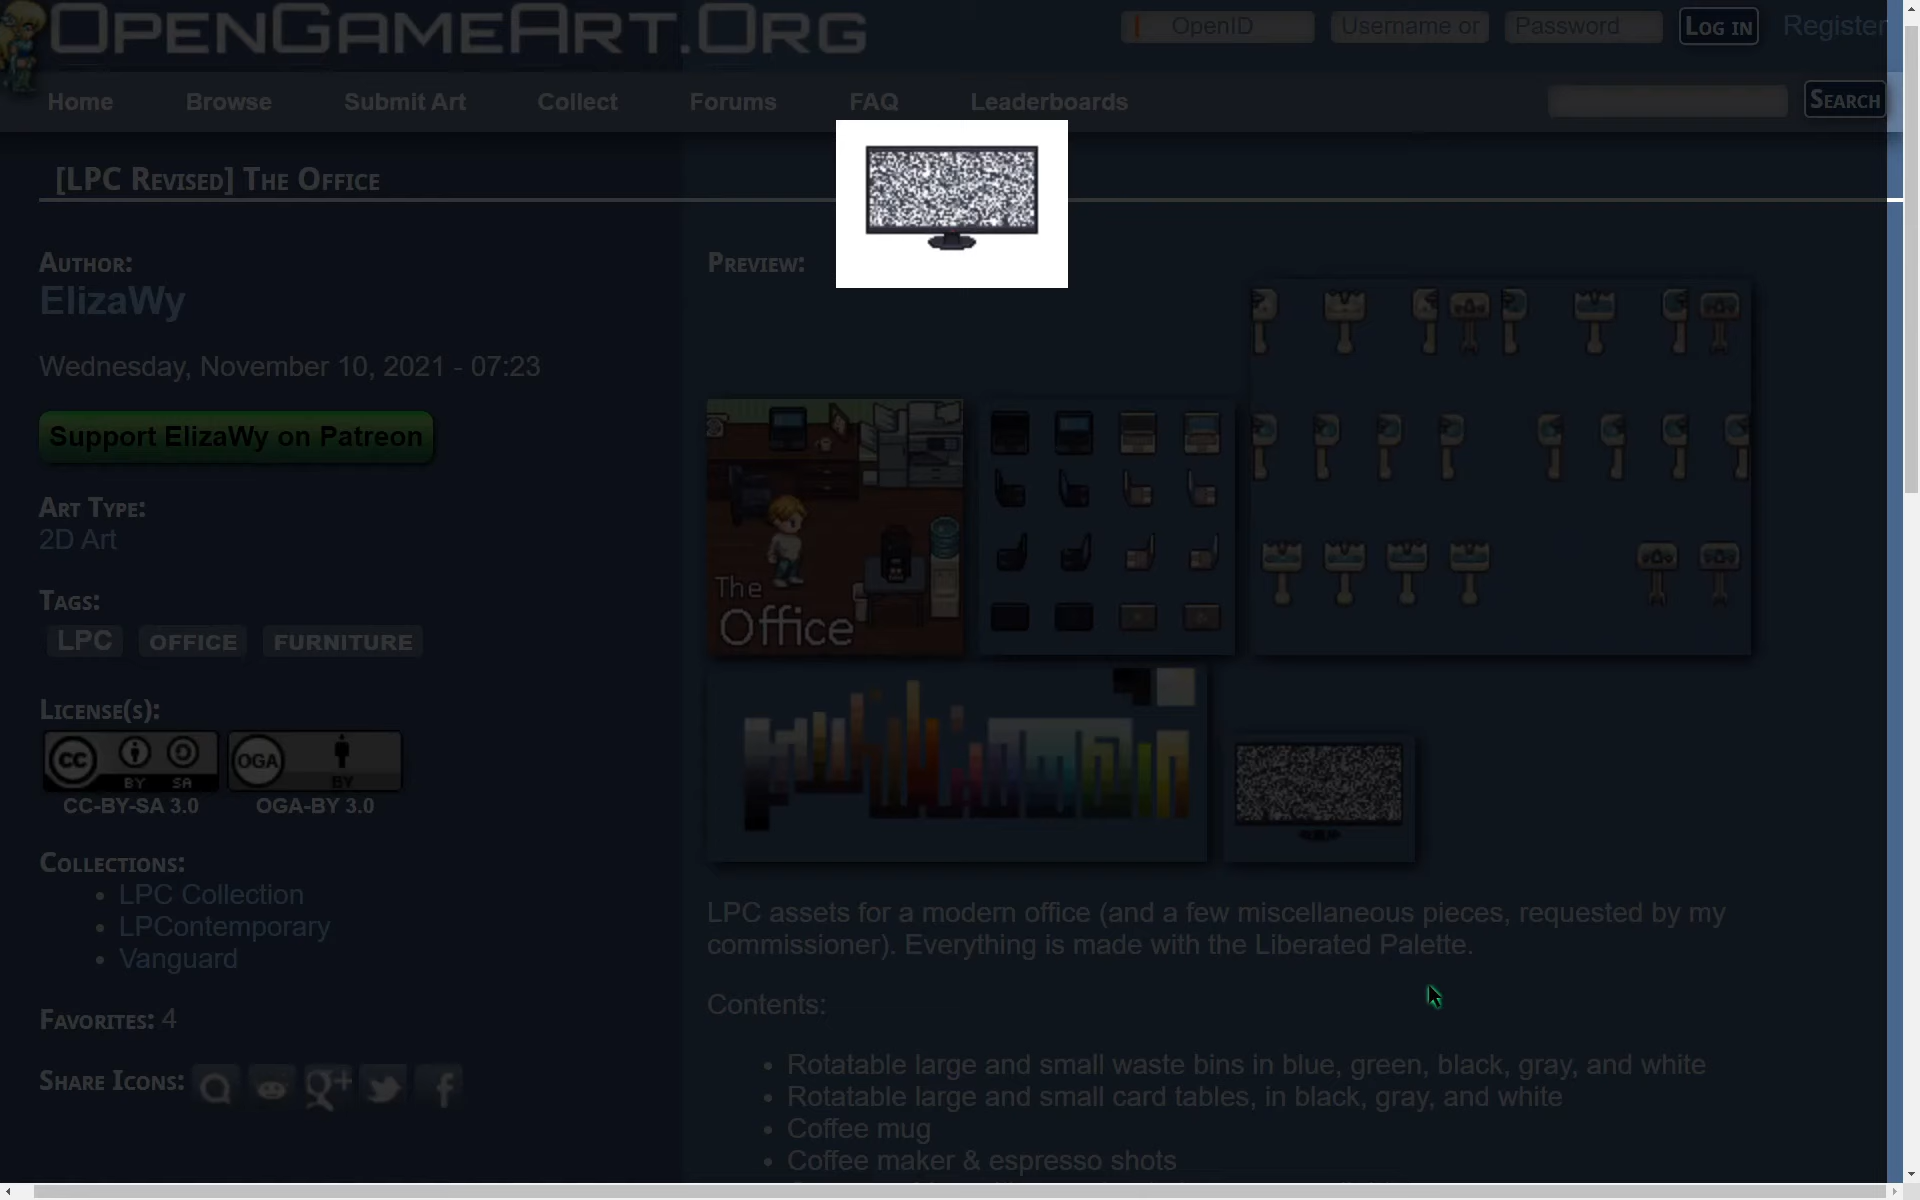 OpenGameArt.Org
OpenID
Username or
Password
Log in
Register
Home
Browse
Submit Art
Collect
Forums
FAQ
Leaderboards
Search
[LPC Revised] The Office
Author:
ElizaWy
Wednesday, November 10, 2021 - 07:23
Support ElizaWy on Patreon
Art Type:
2D Art
Tags:
LPC
OFFICE
FURNITURE
License(s):
CC BY SA
OGA BY
CC-BY-SA 3.0
OGA-BY 3.0
Collections:
• LPC Collection
• LPContemporary
• Vanguard
Favorites: 4
Share Icons:
Preview:
The
Office
LPC assets for a modern office (and a few miscellaneous pieces, requested by my
commissioner). Everything is made with the Liberated Palette.
Contents:
• Rotatable large and small waste bins in blue, green, black, gray, and white
• Rotatable large and small card tables, in black, gray, and white
• Coffee mug
• Coffee maker & espresso shots